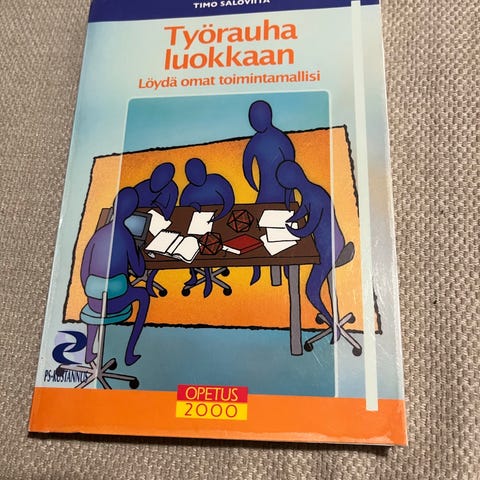 TIMO SALOVIITA
Työrauha
luokkaan
Löydä omat toimintamallisi
PS-KUSTANNUS
OPETUS
2000